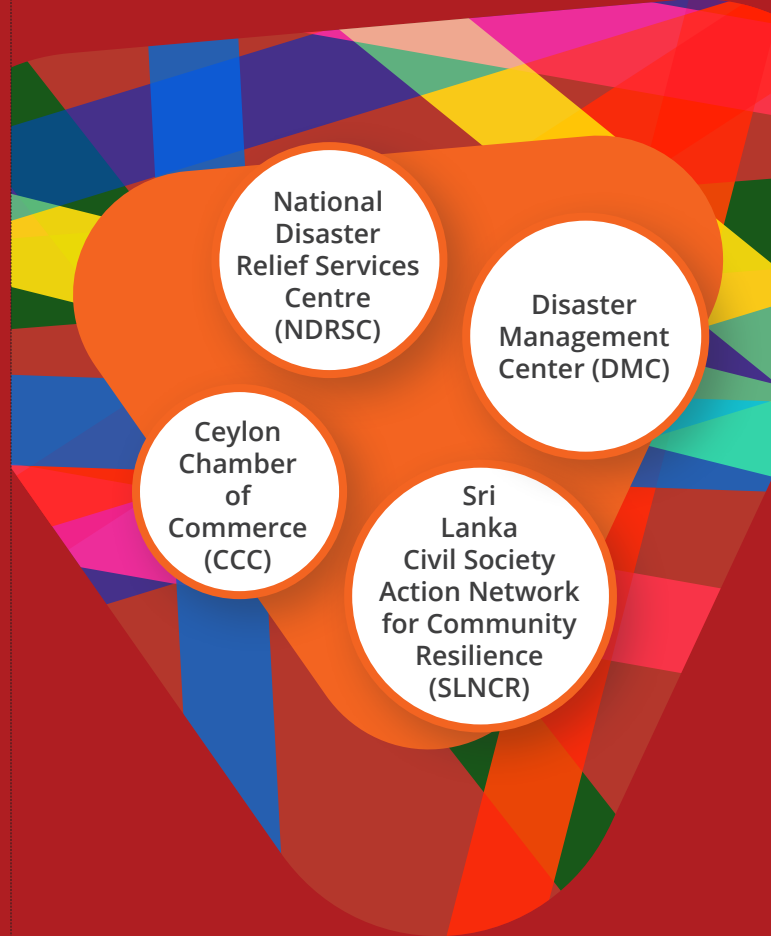 National
Disaster
Relief Services
Centre
(NDRSC)
Disaster
Management
Center (DMC)
Ceylon
Chamber
of
Commerce
(CCC)
Sri
Lanka
Civil Society
Action Network
for Community
Resilience
(SLNCR)